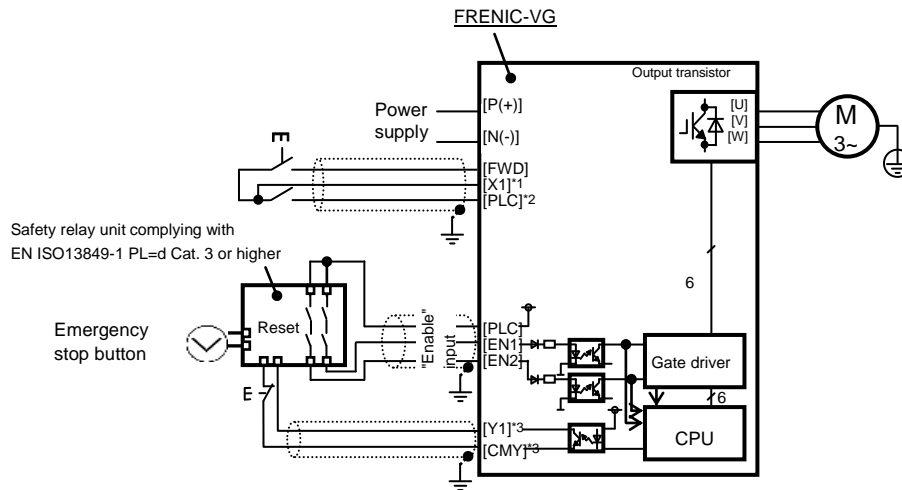 FRENIC-VG
Output transistor
[P(+)]
Power
supply
[N(-)]
[U]
[V]
[W]
M
3~
E
[FWD]
[X1]*1
[PLC]*2
Safety relay unit complying with
EN ISO13849-1 PL=d Cat. 3 or higher
6
Reset
Emergency
stop button
"Enable"
input
[PLC]
[EN1]
[EN2]
Gate driver
6
E
[Y1]*3
[CMY]*3
CPU